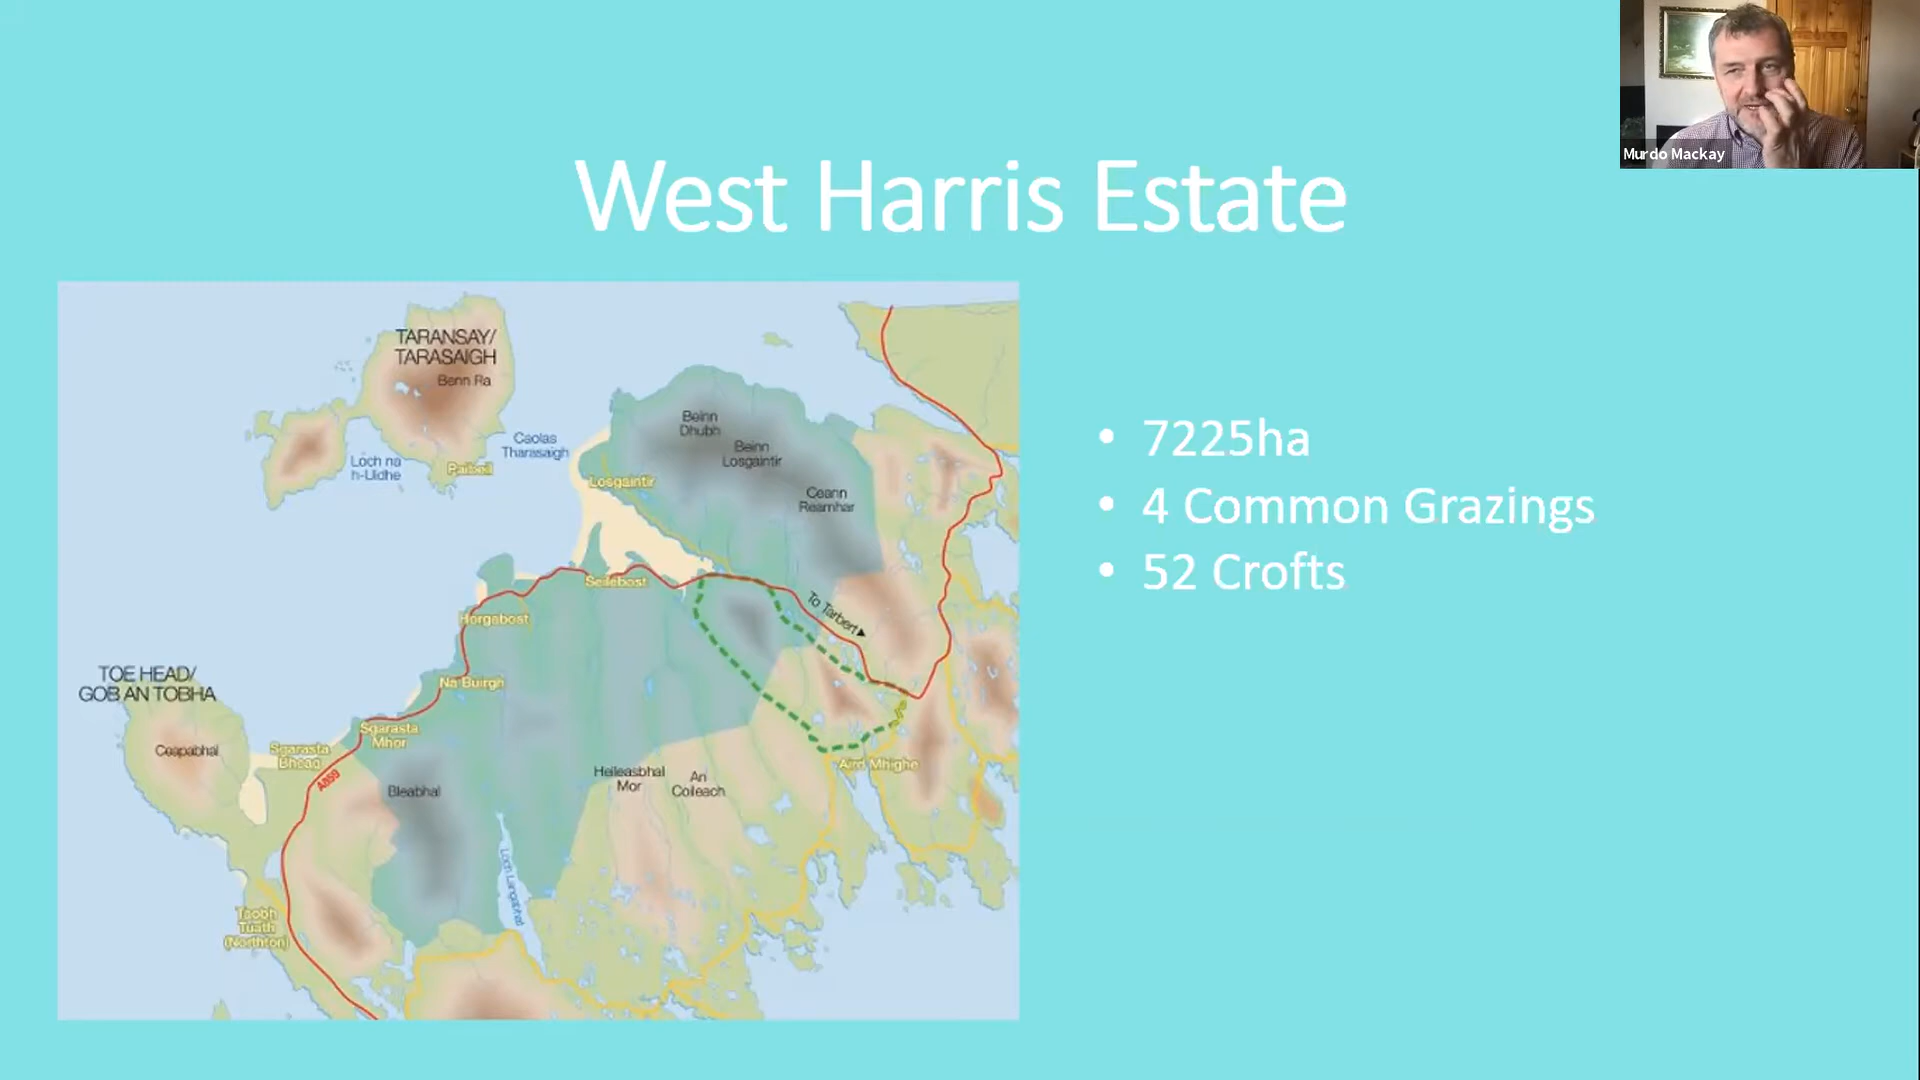 Murdo Mackay
West Harris Estate
TARANSAY/
TARASAIGH
Benn Ra
Caolas
Tharasaigh
Loch na
h-Uidhe
Paibeil
Beinn
Dhubh
Beinn
Losgaintir
Ceann
Reamhar
Losgaintir
Seilebost
To Tarbert
Horgabost
Na Buirgh
TOE HEAD/
GOB AN TOBHA
Ceapabhal
Sgarasta
Mhor
Sgarasta
Bheag
A859
Bleabhal
Heileasbhal
Mor
An
Coileach
Aird Mhighe
Loch Langabhat
Taobh
Tuath
(Northton)
• 7225ha
• 4 Common Grazings
• 52 Crofts